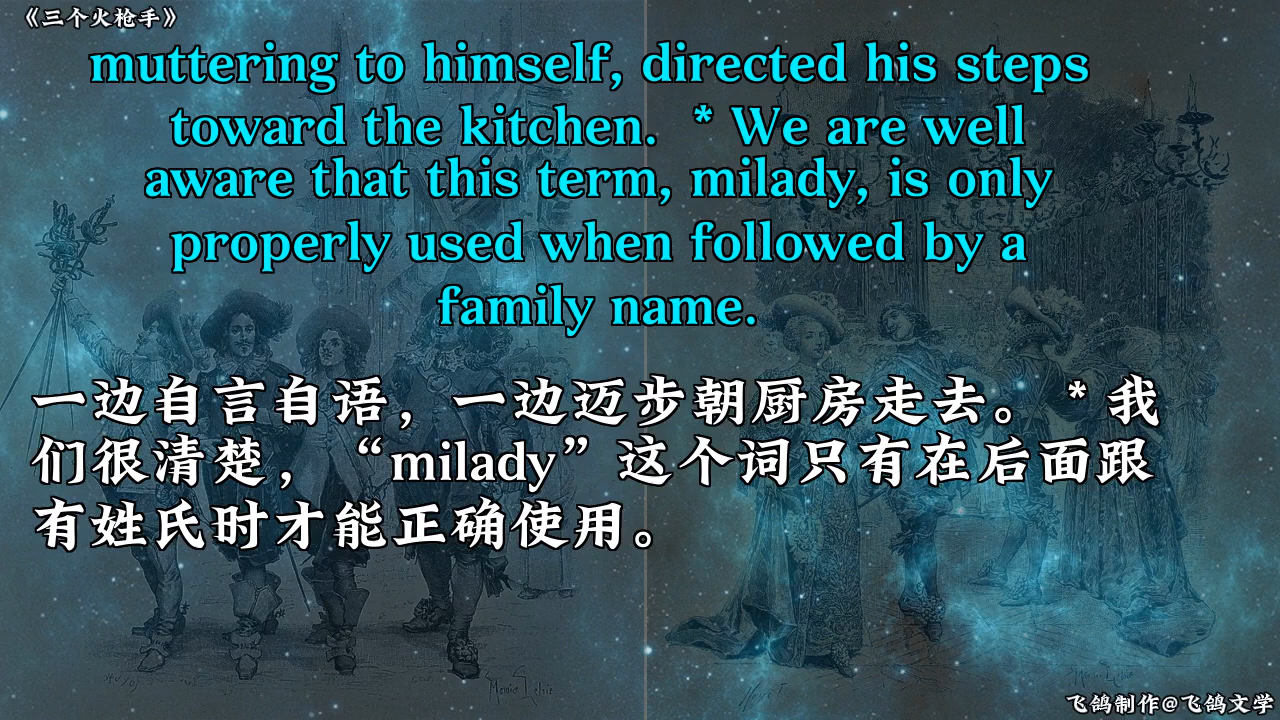 《三个火枪手》
muttering to himself, directed his steps
toward the kitchen. * We are well
aware that this term, milady, is only
properly used when followed by a
family name.
一边自言自语，一边迈步朝厨房走去。 * 我
们很清楚，“milady”这个词只有在后面跟
有姓氏时才能正确使用。
飞鸽制作@飞鸽文学